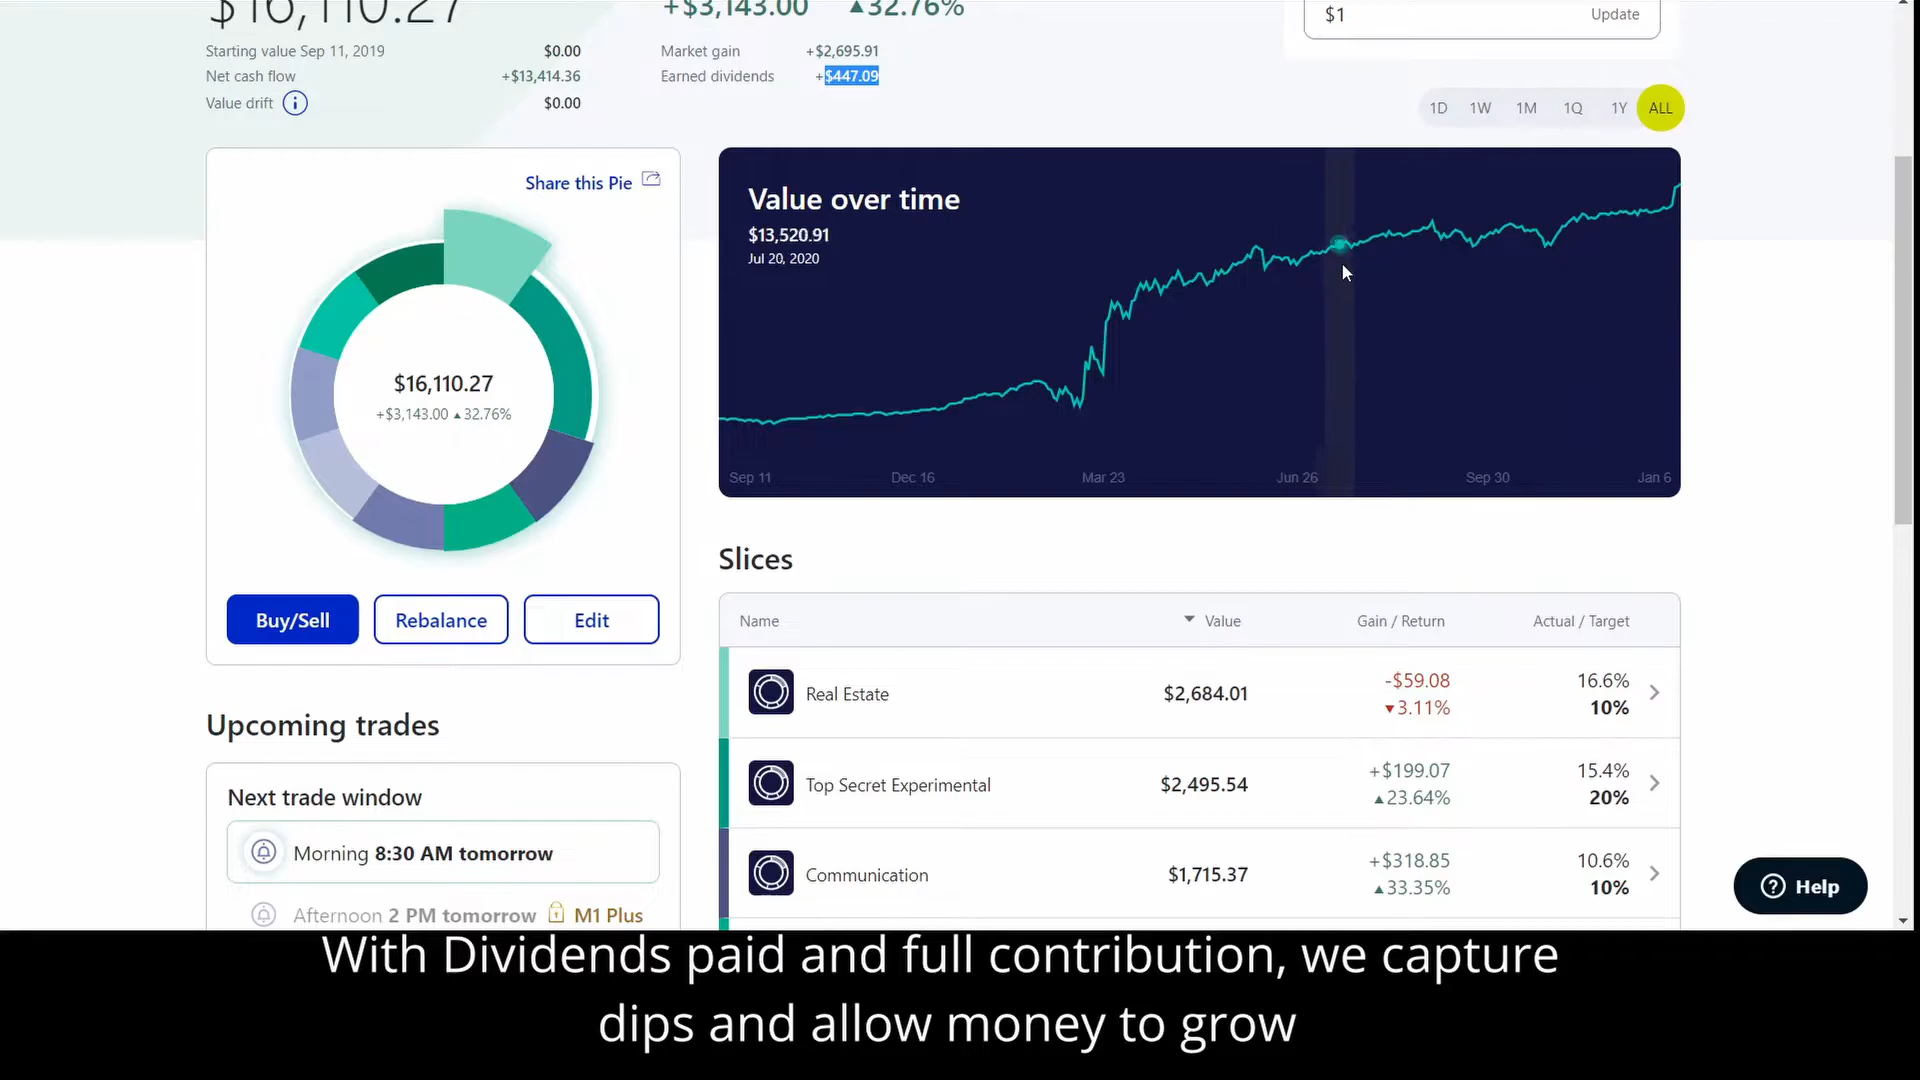 $16,110.27
+$3,143.00 ▲32.76%
$1 Update
Starting value Sep 11, 2019 $0.00
Market gain +$2,695.91
Net cash flow +$13,414.36
Earned dividends +$447.09
Value drift $0.00
1D 1W 1M 1Q 1Y ALL
Share this Pie
$16,110.27
+$3,143.00 ▲32.76%
Buy/Sell Rebalance Edit
Value over time
$13,520.91
Jul 20, 2020
Sep 11 Dec 16 Mar 23 Jun 26 Sep 30 Jan 6
Slices
Name ▼ Value Gain / Return Actual / Target
Real Estate $2,684.01 -$59.08 16.6%
▼3.11% 10%
Top Secret Experimental $2,495.54 +$199.07 15.4%
▲23.64% 20%
Communication $1,715.37 +$318.85 10.6%
▲33.35% 10%
Upcoming trades
Next trade window
Morning 8:30 AM tomorrow
Afternoon 2 PM tomorrow M1 Plus
Help
With Dividends paid and full contribution, we capture
dips and allow money to grow